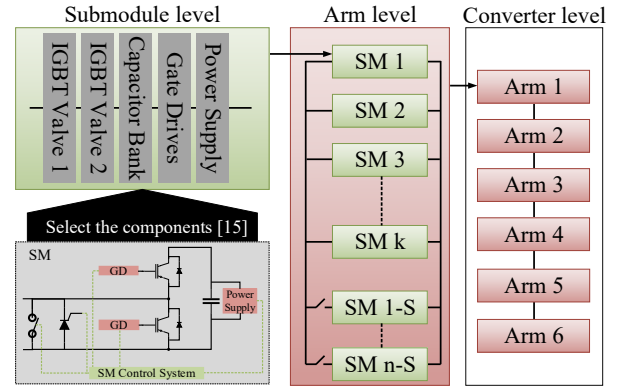 Submodule level
IGBT Valve 1
IGBT Valve 2
Capacitor Bank
Gate Drives
Power Supply
Select the components [15]
SM
GD
GD
Power
Supply
SM Control System
Arm level
SM 1
SM 2
SM 3
SM k
SM 1-S
SM n-S
Converter level
Arm 1
Arm 2
Arm 3
Arm 4
Arm 5
Arm 6